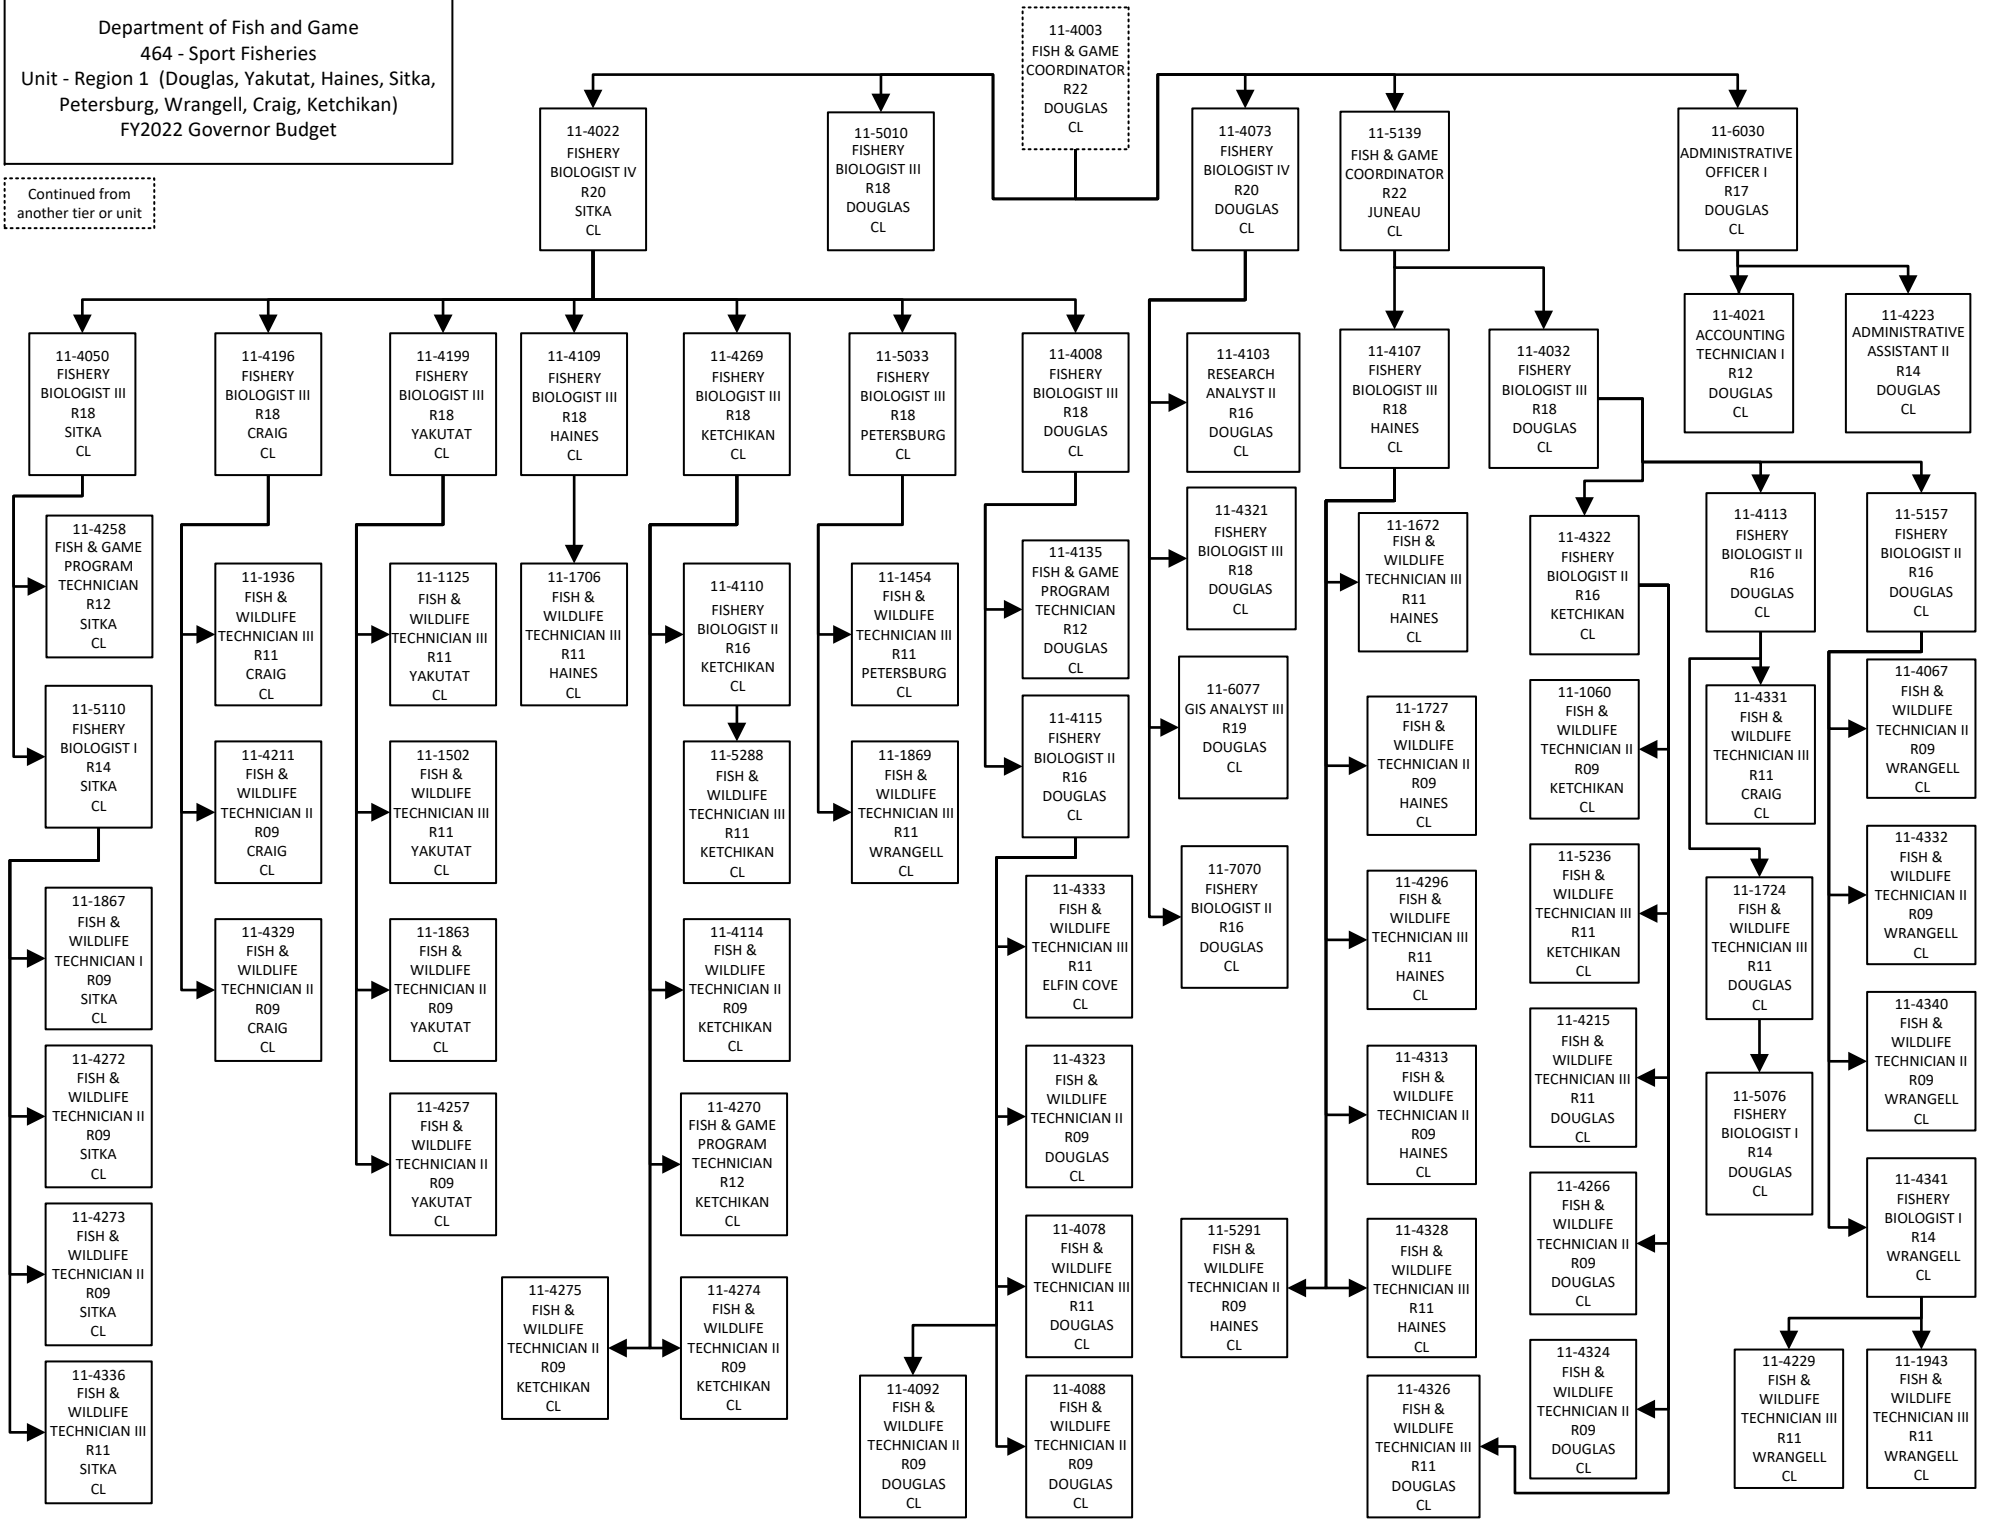 Department of Fish and Game
464 - Sport Fisheries
Unit - Region 1 (Douglas, Yakutat, Haines, Sitka,
Petersburg, Wrangell, Craig, Ketchikan)
FY2022 Governor Budget
Continued from
another tier or unit
11-4003
FISH & GAME
COORDINATOR
R22
DOUGLAS
CL
11-4022
FISHERY
BIOLOGIST IV
R20
SITKA
CL
11-5010
FISHERY
BIOLOGIST III
R18
DOUGLAS
CL
11-4073
FISHERY
BIOLOGIST IV
R20
DOUGLAS
CL
11-5139
FISH & GAME
COORDINATOR
R22
JUNEAU
CL
11-6030
ADMINISTRATIVE
OFFICER I
R17
DOUGLAS
CL
11-4021
ACCOUNTING
TECHNICIAN I
R12
DOUGLAS
CL
11-4223
ADMINISTRATIVE
ASSISTANT II
R14
DOUGLAS
CL
11-4050
FISHERY
BIOLOGIST III
R18
SITKA
CL
11-4196
FISHERY
BIOLOGIST III
R18
CRAIG
CL
11-4199
FISHERY
BIOLOGIST III
R18
YAKUTAT
CL
11-4109
FISHERY
BIOLOGIST III
R18
HAINES
CL
11-4269
FISHERY
BIOLOGIST III
R18
KETCHIKAN
CL
11-5033
FISHERY
BIOLOGIST III
R18
PETERSBURG
CL
11-4008
FISHERY
BIOLOGIST III
R18
DOUGLAS
CL
11-4103
RESEARCH
ANALYST II
R16
DOUGLAS
CL
11-4107
FISHERY
BIOLOGIST III
R18
HAINES
CL
11-4032
FISHERY
BIOLOGIST III
R18
DOUGLAS
CL
11-4258
FISH & GAME
PROGRAM
TECHNICIAN
R12
SITKA
CL
11-5110
FISHERY
BIOLOGIST I
R14
SITKA
CL
11-1867
FISH &
WILDLIFE
TECHNICIAN I
R09
SITKA
CL
11-4272
FISH &
WILDLIFE
TECHNICIAN II
R09
SITKA
CL
11-4273
FISH &
WILDLIFE
TECHNICIAN II
R09
SITKA
CL
11-4336
FISH &
WILDLIFE
TECHNICIAN III
R11
SITKA
CL
11-1936
FISH &
WILDLIFE
TECHNICIAN III
R11
CRAIG
CL
11-4211
FISH &
WILDLIFE
TECHNICIAN II
R09
CRAIG
CL
11-4329
FISH &
WILDLIFE
TECHNICIAN II
R09
CRAIG
CL
11-1125
FISH &
WILDLIFE
TECHNICIAN III
R11
YAKUTAT
CL
11-1502
FISH &
WILDLIFE
TECHNICIAN III
R11
YAKUTAT
CL
11-1863
FISH &
WILDLIFE
TECHNICIAN II
R09
YAKUTAT
CL
11-4257
FISH &
WILDLIFE
TECHNICIAN II
R09
YAKUTAT
CL
11-1706
FISH &
WILDLIFE
TECHNICIAN III
R11
HAINES
CL
11-4110
FISHERY
BIOLOGIST II
R16
KETCHIKAN
CL
11-5288
FISH &
WILDLIFE
TECHNICIAN III
R11
KETCHIKAN
CL
11-4114
FISH &
WILDLIFE
TECHNICIAN II
R09
KETCHIKAN
CL
11-4270
FISH & GAME
PROGRAM
TECHNICIAN
R12
KETCHIKAN
CL
11-4275
FISH &
WILDLIFE
TECHNICIAN II
R09
KETCHIKAN
CL
11-4274
FISH &
WILDLIFE
TECHNICIAN II
R09
KETCHIKAN
CL
11-1454
FISH &
WILDLIFE
TECHNICIAN III
R11
PETERSBURG
CL
11-1869
FISH &
WILDLIFE
TECHNICIAN III
R11
WRANGELL
CL
11-4135
FISH & GAME
PROGRAM
TECHNICIAN
R12
DOUGLAS
CL
11-4115
FISHERY
BIOLOGIST II
R16
DOUGLAS
CL
11-4333
FISH &
WILDLIFE
TECHNICIAN III
R11
ELFIN COVE
CL
11-4323
FISH &
WILDLIFE
TECHNICIAN II
R09
DOUGLAS
CL
11-4078
FISH &
WILDLIFE
TECHNICIAN III
R11
DOUGLAS
CL
11-4092
FISH &
WILDLIFE
TECHNICIAN II
R09
DOUGLAS
CL
11-4088
FISH &
WILDLIFE
TECHNICIAN II
R09
DOUGLAS
CL
11-4321
FISHERY
BIOLOGIST III
R18
DOUGLAS
CL
11-6077
GIS ANALYST III
R19
DOUGLAS
CL
11-7070
FISHERY
BIOLOGIST II
R16
DOUGLAS
CL
11-1672
FISH &
WILDLIFE
TECHNICIAN III
R11
HAINES
CL
11-1727
FISH &
WILDLIFE
TECHNICIAN II
R09
HAINES
CL
11-4296
FISH &
WILDLIFE
TECHNICIAN III
R11
HAINES
CL
11-4313
FISH &
WILDLIFE
TECHNICIAN II
R09
HAINES
CL
11-5291
FISH &
WILDLIFE
TECHNICIAN II
R09
HAINES
CL
11-4328
FISH &
WILDLIFE
TECHNICIAN III
R11
HAINES
CL
11-4322
FISHERY
BIOLOGIST II
R16
KETCHIKAN
CL
11-1060
FISH &
WILDLIFE
TECHNICIAN II
R09
KETCHIKAN
CL
11-5236
FISH &
WILDLIFE
TECHNICIAN III
R11
KETCHIKAN
CL
11-4215
FISH &
WILDLIFE
TECHNICIAN III
R11
DOUGLAS
CL
11-4266
FISH &
WILDLIFE
TECHNICIAN II
R09
DOUGLAS
CL
11-4324
FISH &
WILDLIFE
TECHNICIAN II
R09
DOUGLAS
CL
11-4326
FISH &
WILDLIFE
TECHNICIAN III
R11
DOUGLAS
CL
11-4113
FISHERY
BIOLOGIST II
R16
DOUGLAS
CL
11-4331
FISH &
WILDLIFE
TECHNICIAN III
R11
CRAIG
CL
11-1724
FISH &
WILDLIFE
TECHNICIAN III
R11
DOUGLAS
CL
11-5076
FISHERY
BIOLOGIST I
R14
DOUGLAS
CL
11-5157
FISHERY
BIOLOGIST II
R16
DOUGLAS
CL
11-4067
FISH &
WILDLIFE
TECHNICIAN II
R09
WRANGELL
CL
11-4332
FISH &
WILDLIFE
TECHNICIAN II
R09
WRANGELL
CL
11-4340
FISH &
WILDLIFE
TECHNICIAN II
R09
WRANGELL
CL
11-4341
FISHERY
BIOLOGIST I
R14
WRANGELL
CL
11-4229
FISH &
WILDLIFE
TECHNICIAN III
R11
WRANGELL
CL
11-1943
FISH &
WILDLIFE
TECHNICIAN III
R11
WRANGELL
CL